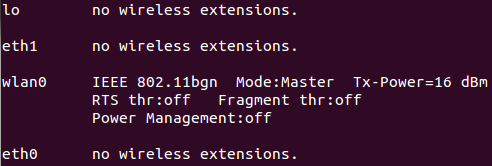 lo        no wireless extensions.
eth1      no wireless extensions.
wlan0     IEEE 802.11bgn  Mode:Master  Tx-Power=16 dBm
          RTS thr:off   Fragment thr:off
          Power Management:off
eth0      no wireless extensions.